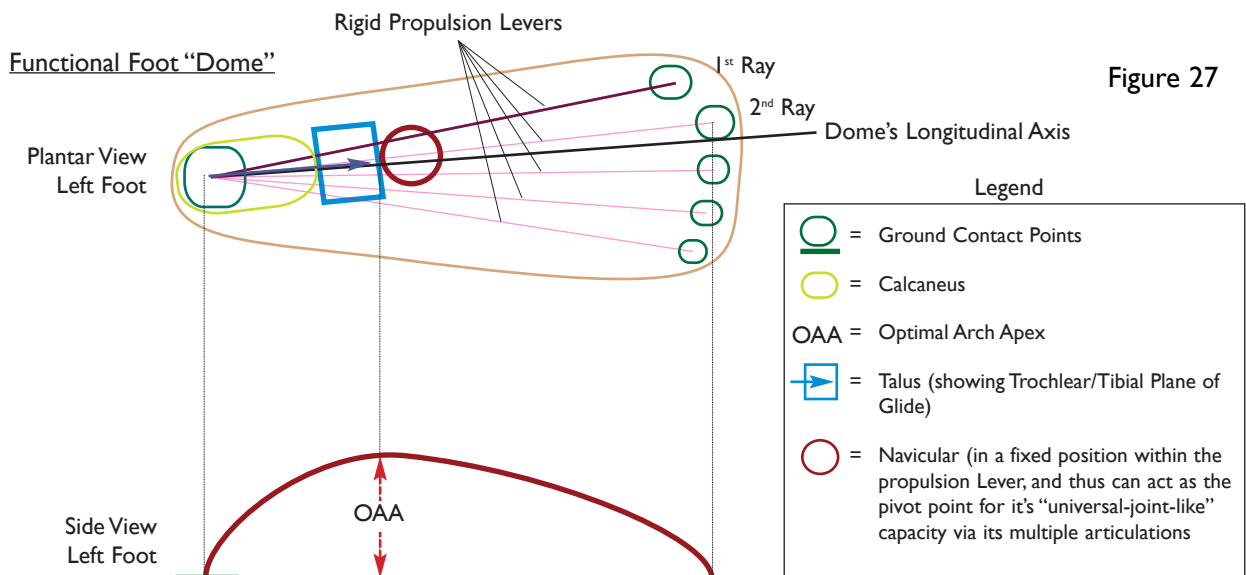 Rigid Propulsion Levers
Functional Foot “Dome”
1st Ray
Figure 27
2nd Ray
Dome’s Longitudinal Axis
Plantar View
Left Foot
Legend
= Ground Contact Points
= Calcaneus
OAA = Optimal Arch Apex
= Talus (showing Trochlear/Tibial Plane of
Glide)
= Navicular (in a fixed position within the
propulsion Lever, and thus can act as the
pivot point for it’s “universal-joint-like”
capacity via its multiple articulations
OAA
Side View
Left Foot